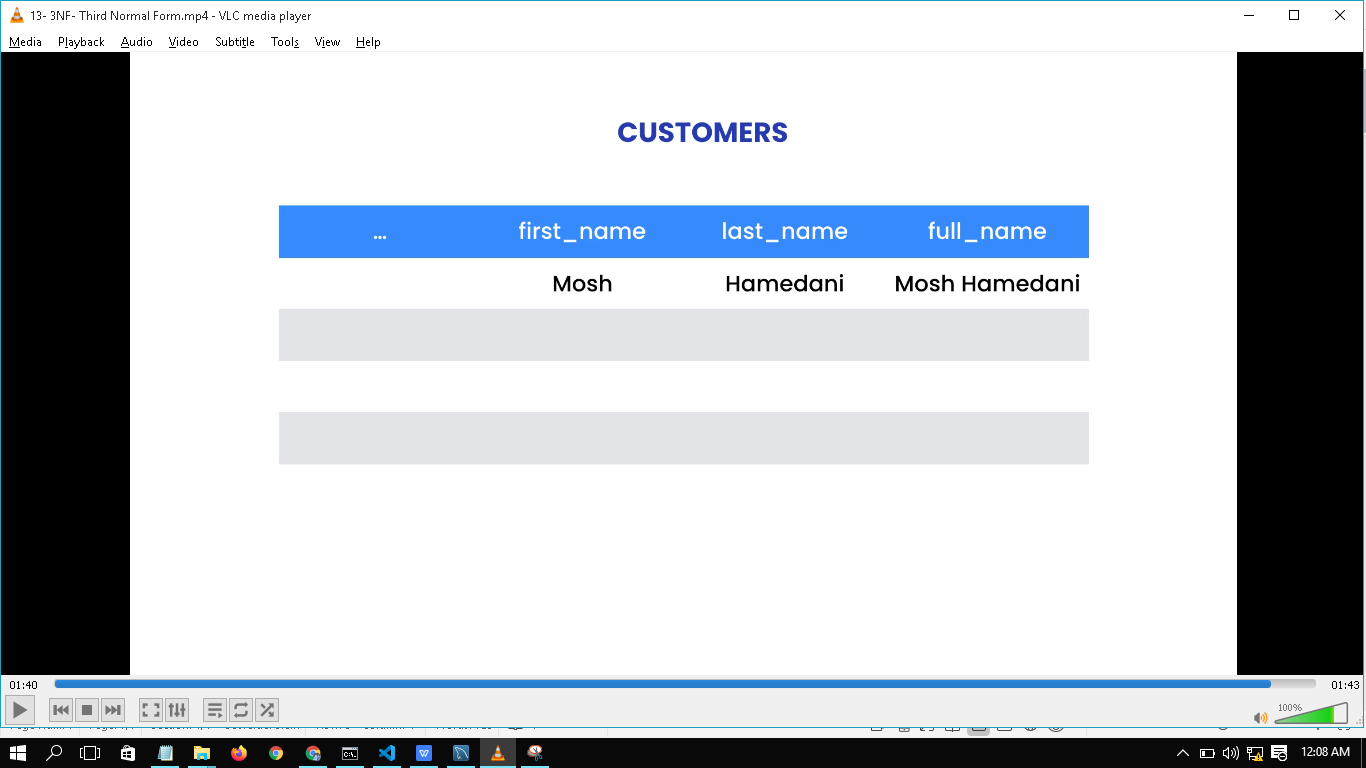 13- 3NF- Third Normal Form.mp4 - VLC media player
Media Playback Audio Video Subtitle Tools View Help
CUSTOMERS
... first_name last_name full_name
Mosh Hamedani Mosh Hamedani
01:40 01:43
100%
12:08 AM